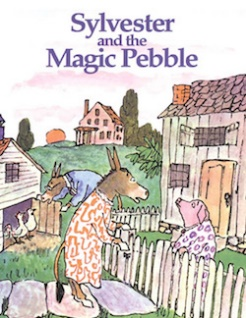 Sylvester
and the
Magic Pebble